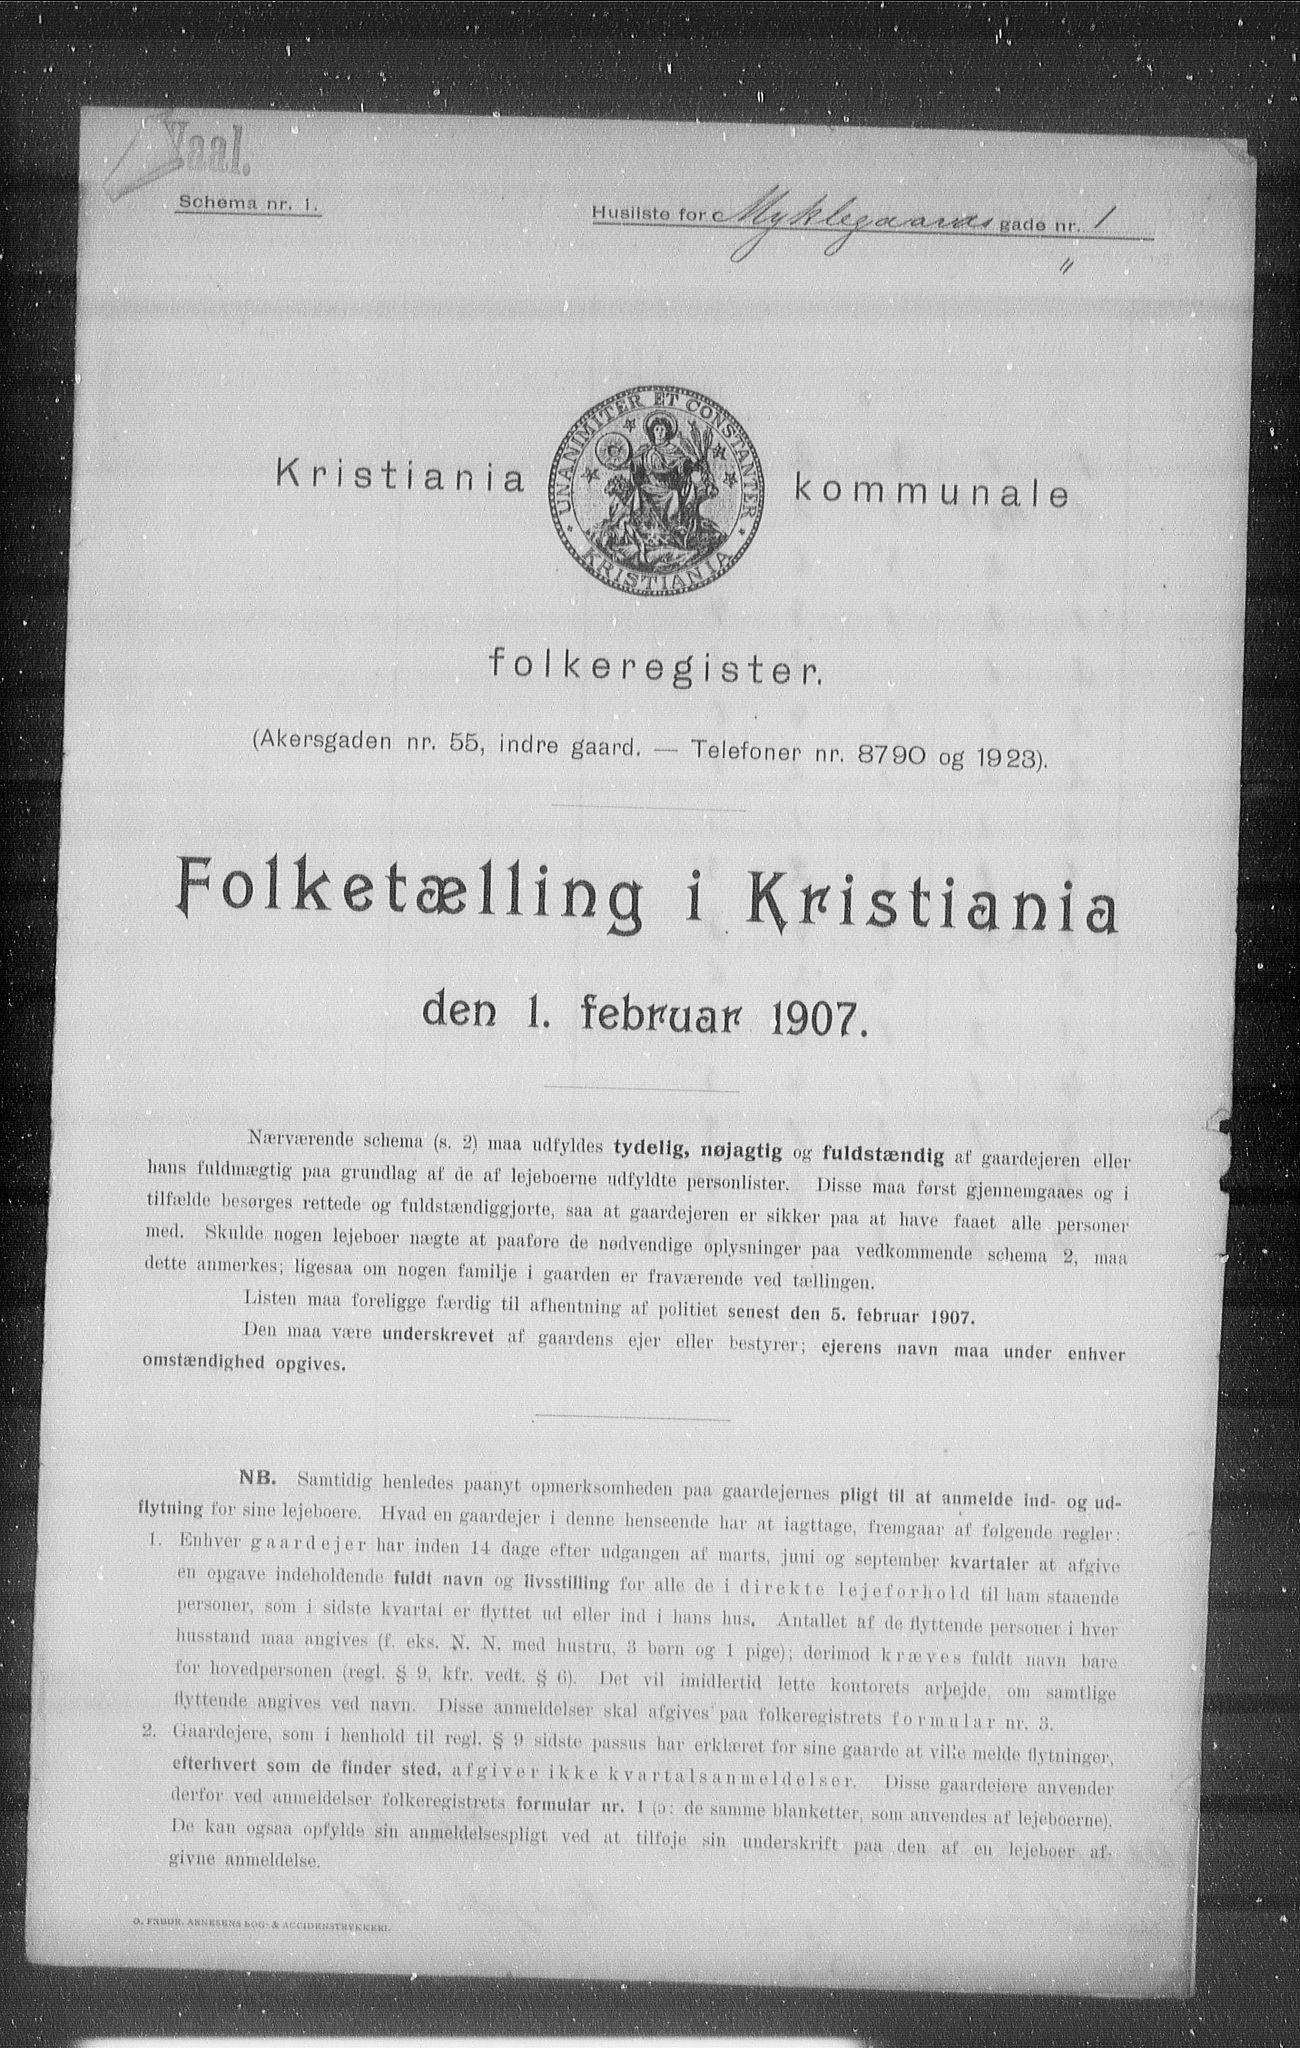 Vaal.
Schema nr. 1.
Husliste for Myklegaards gade nr. 1
"
UNANIMITER ET CONSTANTER
KRISTIANIA
Kristiania kommunale
folkeregister.
(Akersgaden nr. 55, indre gaard. — Telefoner nr. 8790 og 1923).
Folketælling i Kristiania
den 1. februar 1907.
Nærværende schema (s. 2) maa udfyldes tydelig, nøjagtig og fuldstændig af gaardejeren eller
hans fuldmægtig paa grundlag af de af lejeboerne udfyldte personlister. Disse maa først gjennemgaaes og i
tilfælde besørges rettede og fuldstændiggjorte, saa at gaardejeren er sikker paa at have faaet alle personer
med. Skulde nogen lejeboer nægte at paaføre de nødvendige oplysninger paa vedkommende schema 2, maa
dette anmerkes; ligesaa om nogen familje i gaarden er fraværende ved tællingen.
Listen maa foreligge færdig til afhentning af politiet senest den 5. februar 1907.
Den maa være underskrevet af gaardens ejer eller bestyrer; ejerens navn maa under enhver
omstændighed opgives.
NB. Samtidig henledes paanyt opmerksomheden paa gaardejernes pligt til at anmelde ind- og ud-
flytning for sine lejeboere. Hvad en gaardejer i denne henseende har at iagttage, fremgaar af følgende regler:
1. Enhver gaardejer har inden 14 dage efter udgangen af marts, juni og september kvartaler at afgive
en opgave indeholdende fuldt navn og livsstilling for alle de i direkte lejeforhold til ham staaende
personer, som i sidste kvartal er flyttet ud eller ind i hans hus. Antallet af de flyttende personer i hver
husstand maa angives (f. eks. N. N. med hustru, 3 børn og 1 pige); derimod kræves fuldt navn bare
for hovedpersonen (regl. § 9, kfr. vedt. § 6). Det vil imidlertid lette kontorets arbejde, om samtlige
flyttende angives ved navn. Disse anmeldelser skal afgives paa folkeregistrets formular nr. 3.
2. Gaardejere, som i henhold til regl. § 9 sidste passus har erklæret for sine gaarde at ville melde flytninger,
efterhvert som de finder sted, afgiver ikke kvartalsanmeldelser. Disse gaardeiere anvender
derfor ved anmeldelser folkeregistrets formular nr. 1 (ɔ: de samme blanketter, som anvendes af lejeboerne).
De kan ogsaa opfylde sin anmeldelsespligt ved at tilføje sin underskrift paa den af en lejeboer af-
givne anmeldelse.
O. FREDR. ARNESENS BOG- & ACCIDENSTRYKKERI.